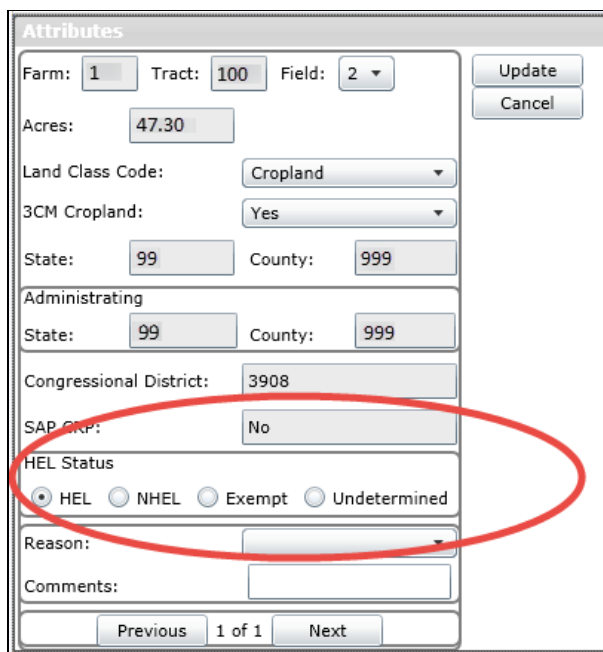 Attributes
Farm: 1 Tract: 100 Field: 2 Update
Cancel
Acres: 47.30
Land Class Code: Cropland
3CM Cropland: Yes
State: 99 County: 999
Administrating
State: 99 County: 999
Congressional District: 3908
SAP CRP: No
HEL Status
HEL NHEL Exempt Undetermined
Reason:
Comments:
Previous 1 of 1 Next